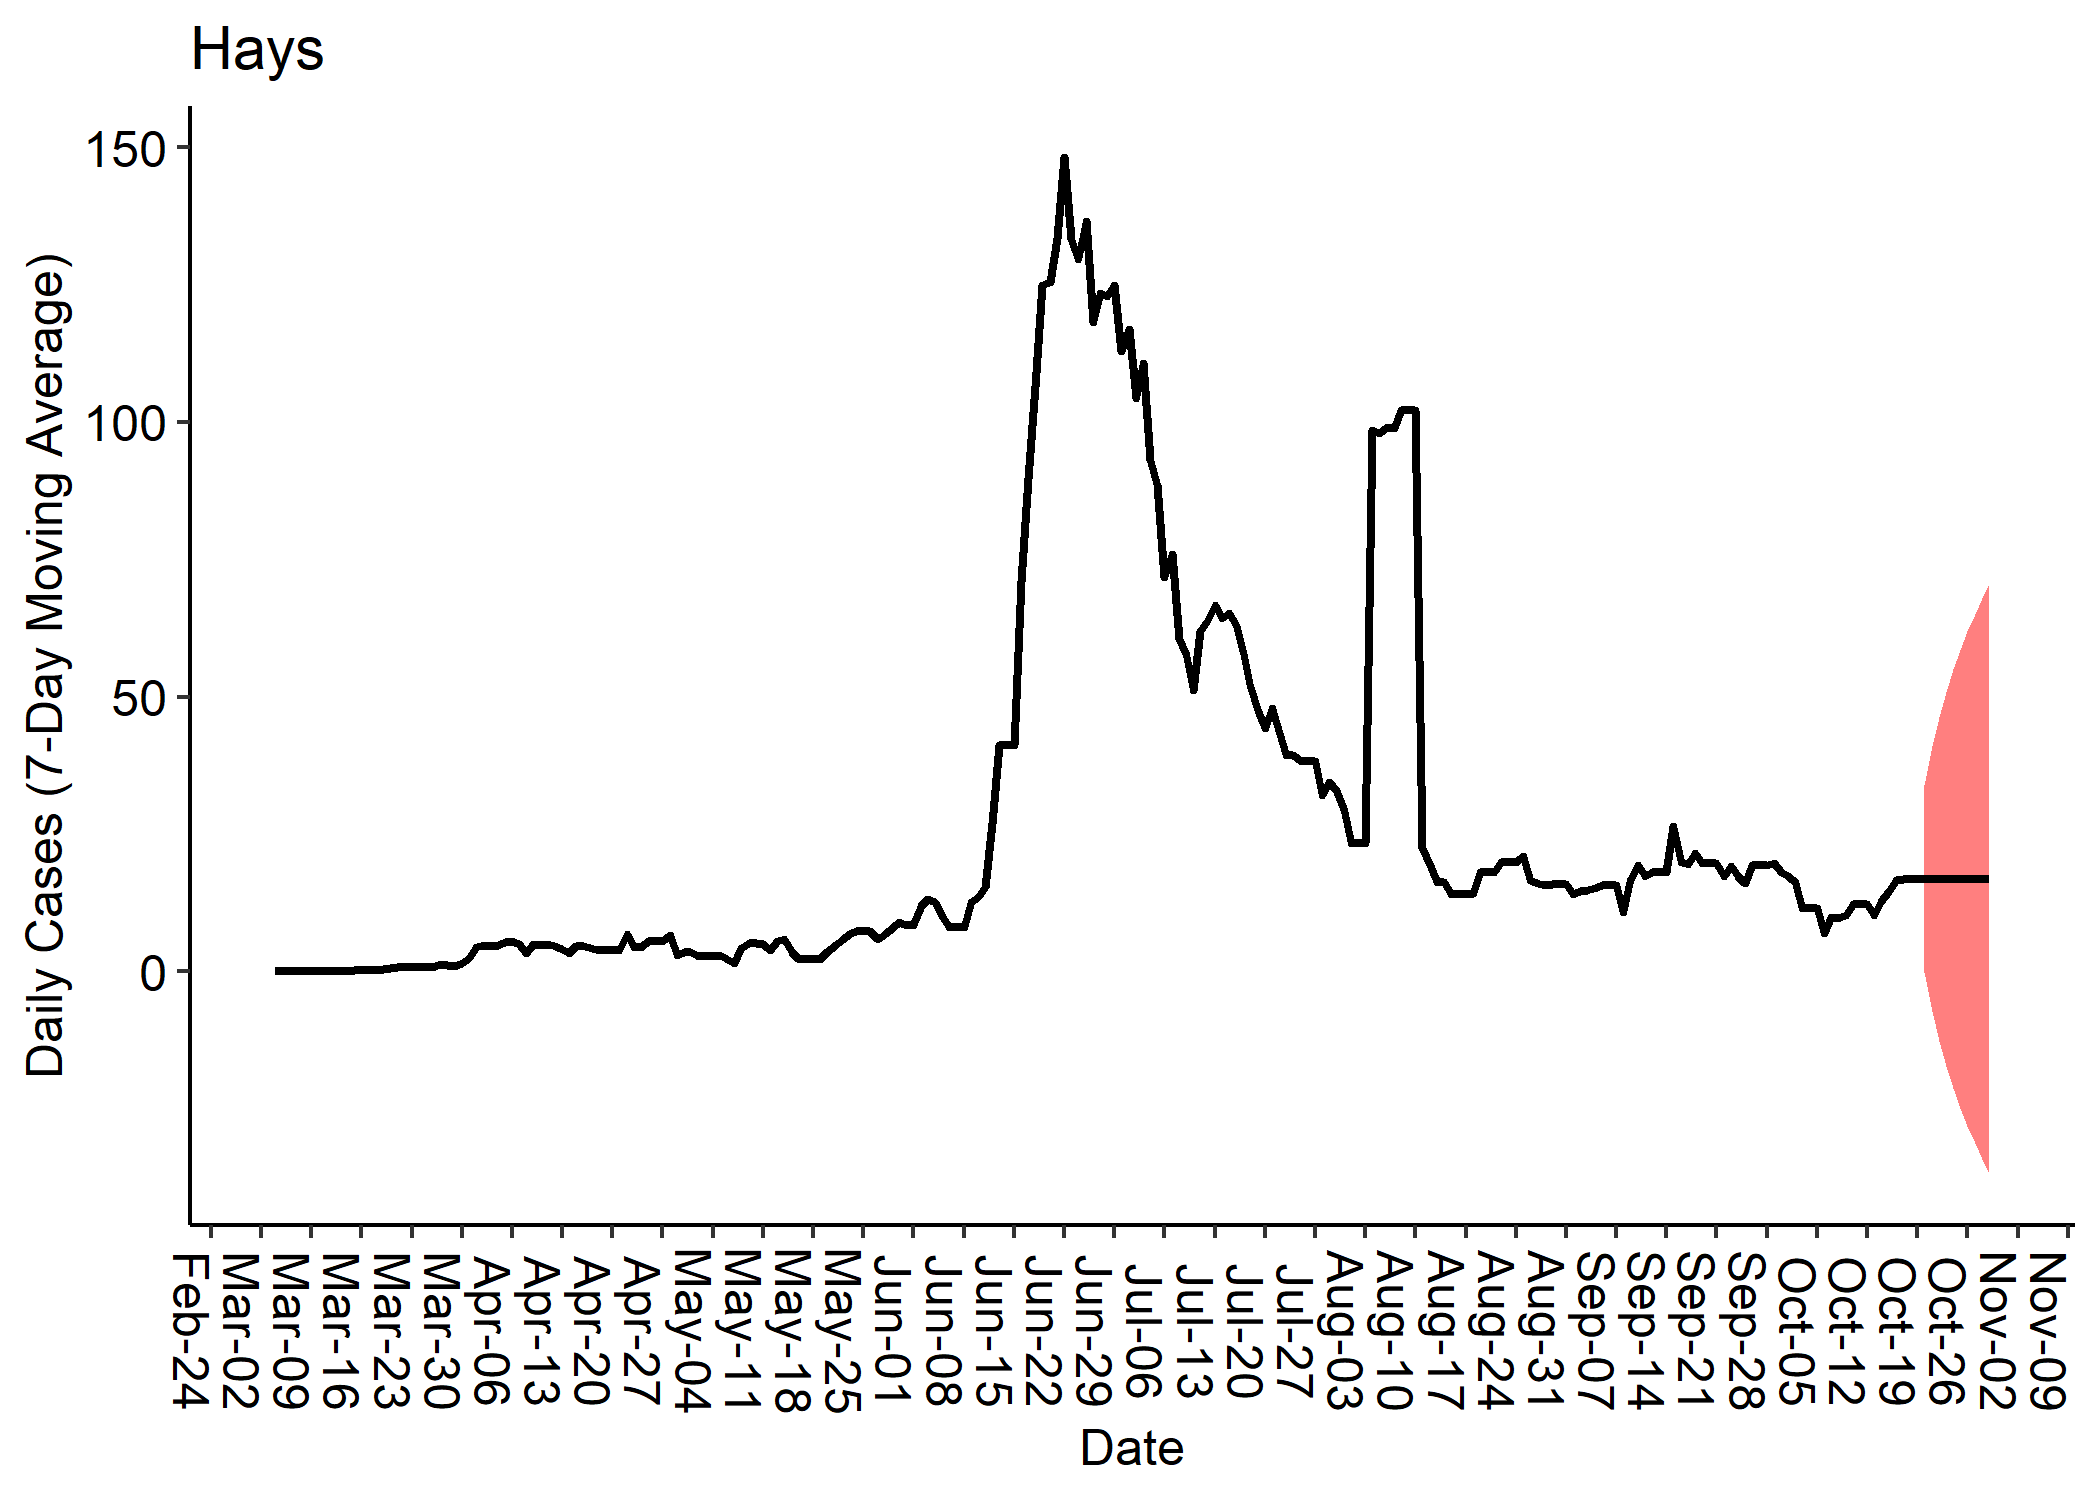 Hays
Daily Cases (7-Day Moving Average)
150
100
50
0
Feb-24
Mar-02
Mar-09
Mar-16
Mar-23
Mar-30
Apr-06
Apr-13
Apr-20
Apr-27
May-04
May-11
May-18
May-25
Jun-01
Jun-08
Jun-15
Jun-22
Jun-29
Jul-06
Jul-13
Jul-20
Jul-27
Aug-03
Aug-10
Aug-17
Aug-24
Aug-31
Sep-07
Sep-14
Sep-21
Sep-28
Oct-05
Oct-12
Oct-19
Oct-26
Nov-02
Nov-09
Date